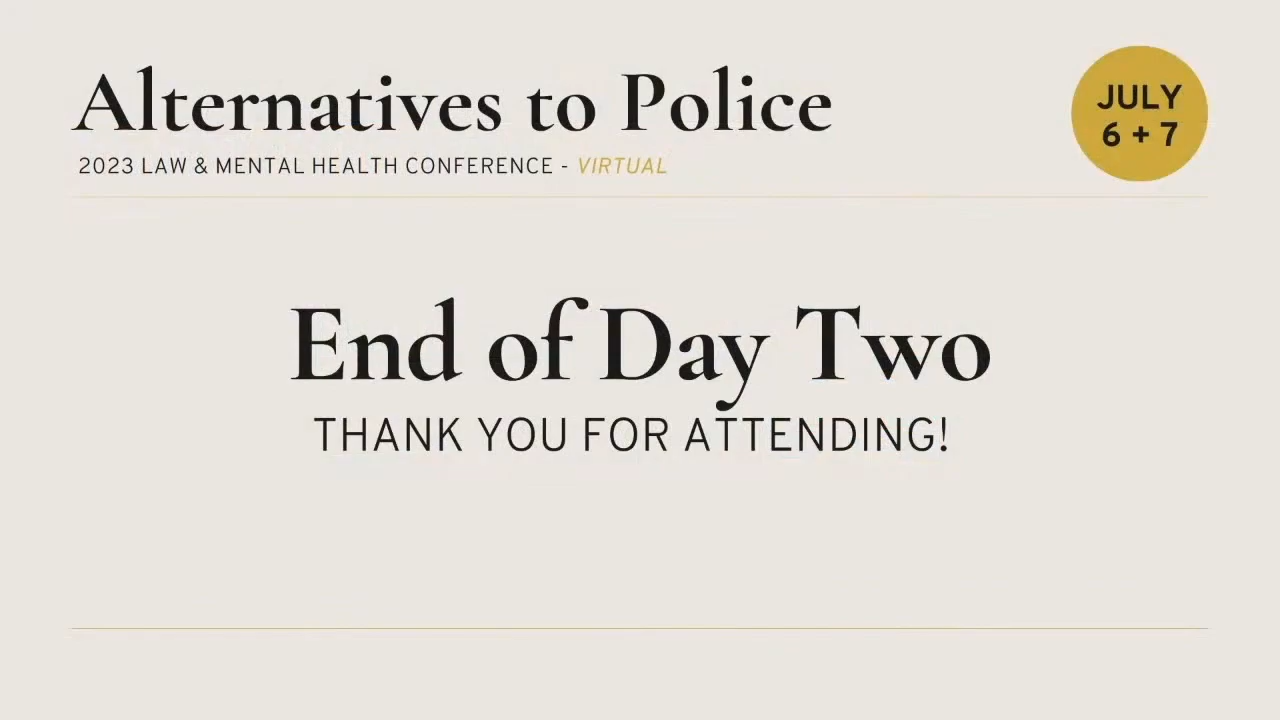 Alternatives to Police
2023 LAW & MENTAL HEALTH CONFERENCE - VIRTUAL
JULY
6 + 7
End of Day Two
THANK YOU FOR ATTENDING!